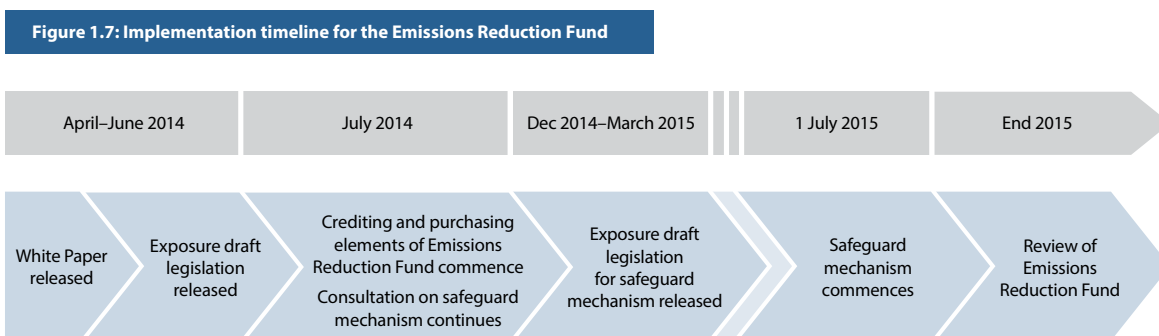 Figure 1.7: Implementation timeline for the Emissions Reduction Fund
April–June 2014
July 2014
Dec 2014–March 2015
1 July 2015
End 2015
White Paper
released
Exposure draft
legislation
released
Crediting and purchasing
elements of Emissions
Reduction Fund commence
Consultation on safeguard
mechanism continues
Exposure draft
legislation
for safeguard
mechanism released
Safeguard
mechanism
commences
Review of
Emissions
Reduction Fund